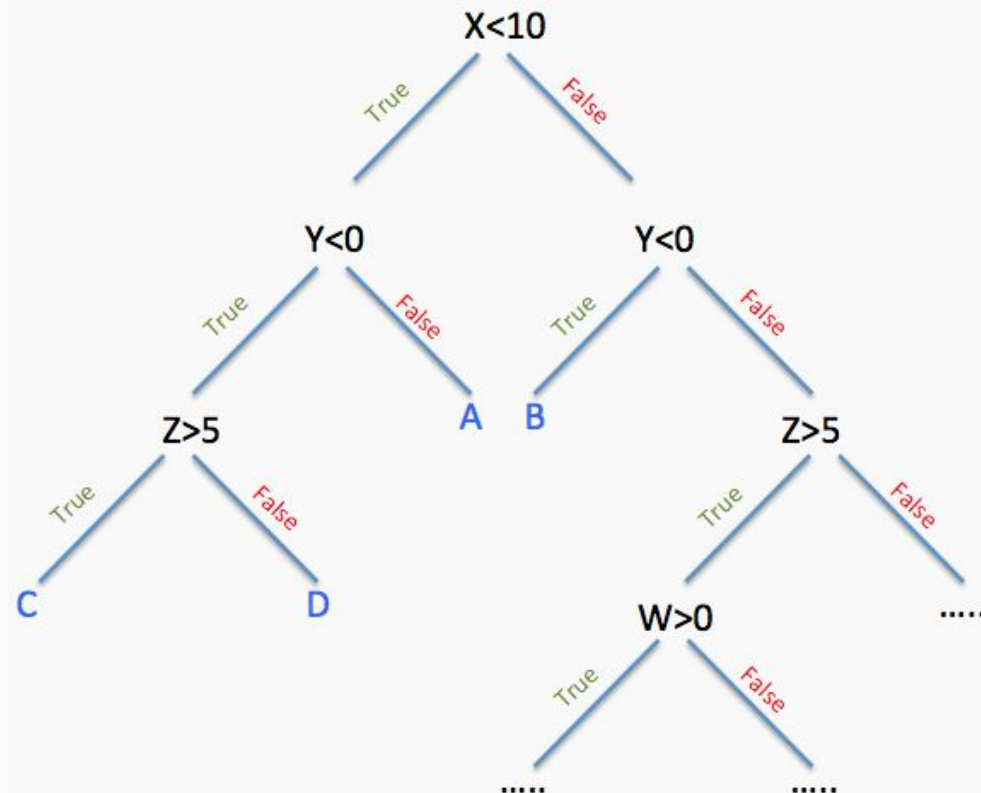 X<10
True
False
Y<0
Y<0
True
False
True
False
A
B
Z>5
Z>5
True
False
True
False
C
D
W>0
.....
True
False
.....
.....